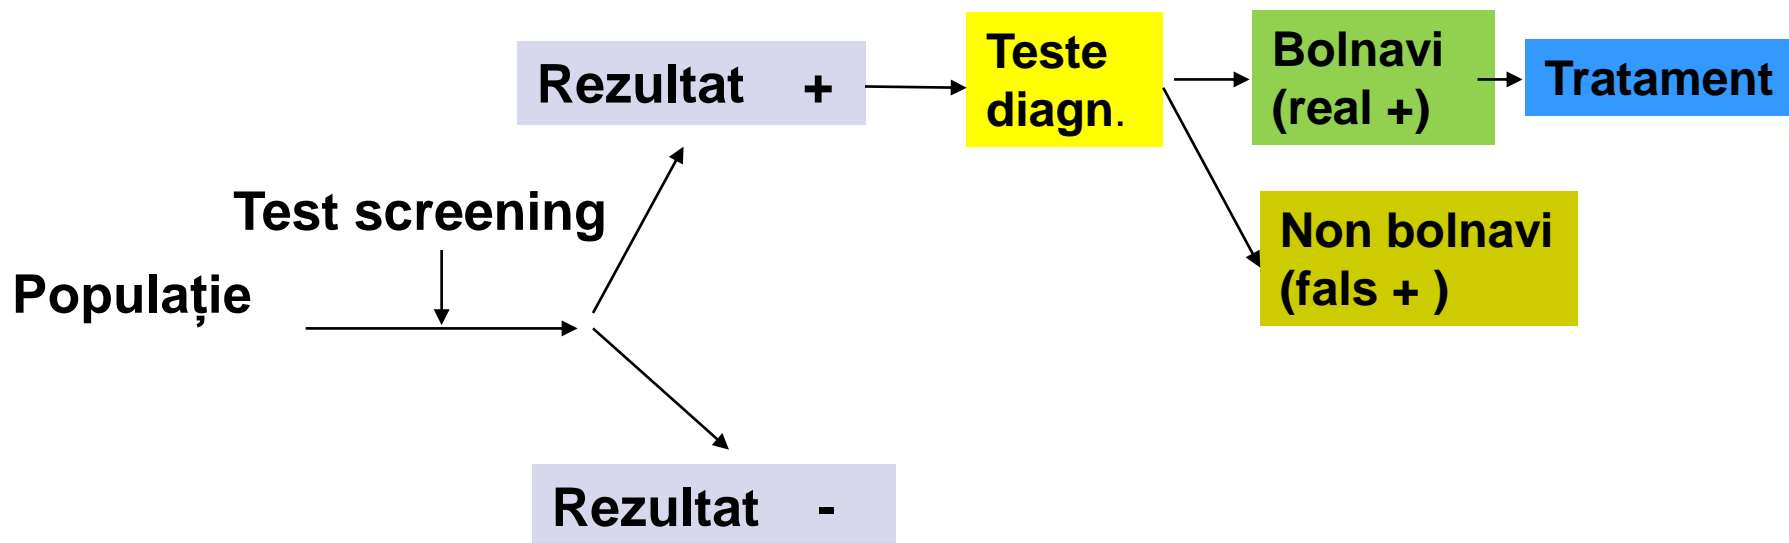 Rezultat +
Teste
diagn.
Bolnavi
(real +)
Tratament
Test screening
Populație
Non bolnavi
(fals + )
Rezultat -